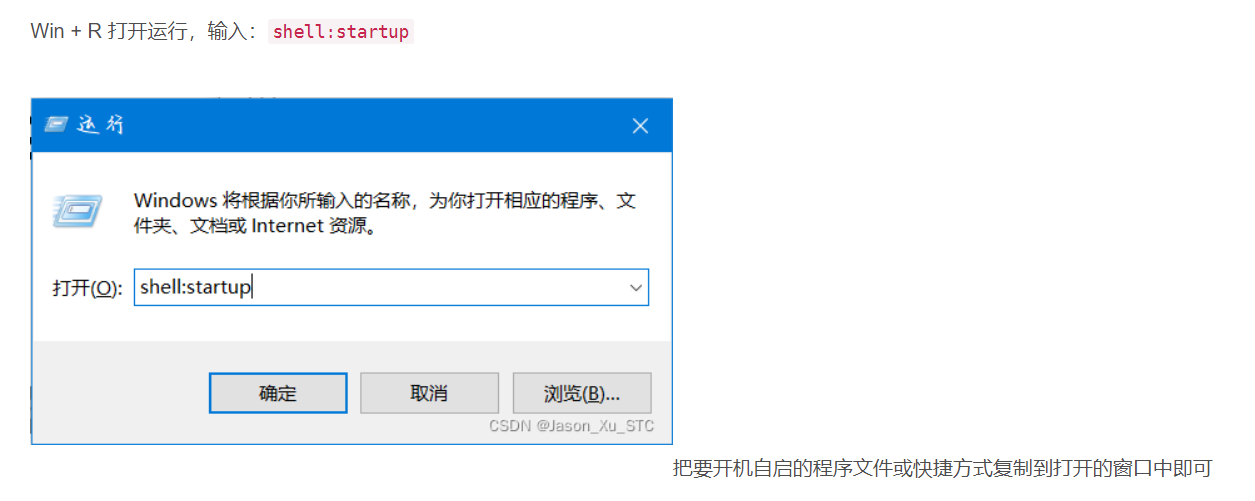 Win + R 打开运行，输入：shell:startup
运行
Windows 将根据你所输入的名称，为你打开相应的程序、文
件夹、文档或 Internet 资源。
打开(O): shell:startup
确定 取消 浏览(B)...
CSDN @Jason_Xu_STC
把要开机自启的程序文件或快捷方式复制到打开的窗口中即可